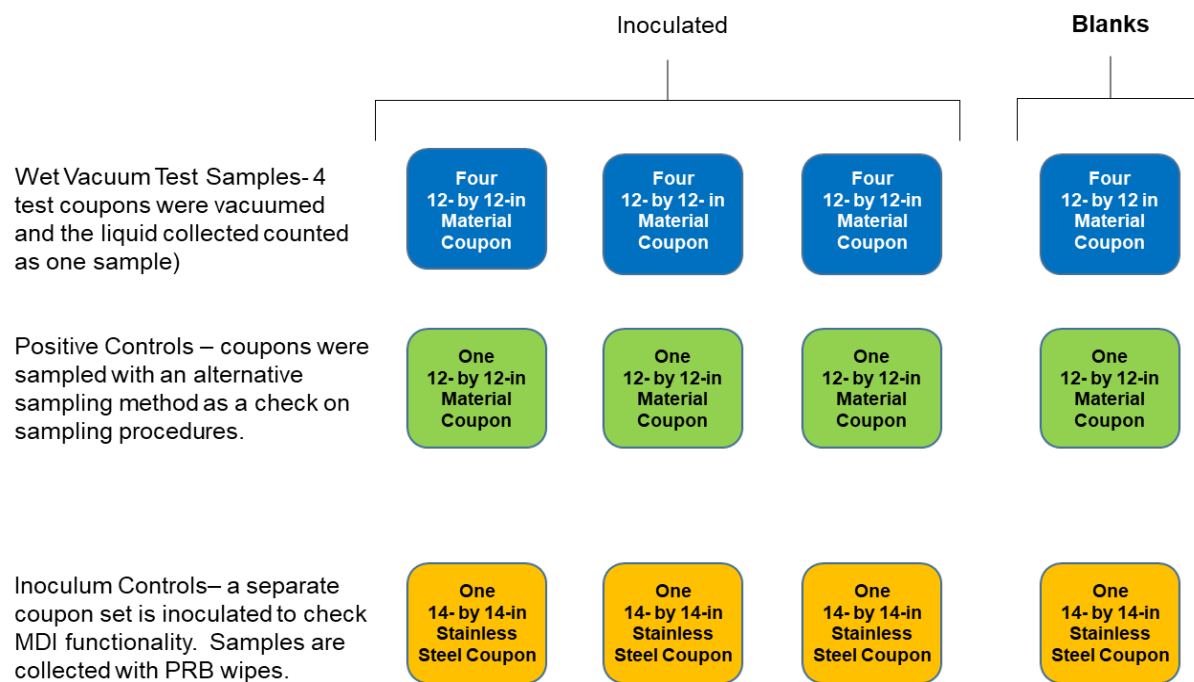 Inoculated
Blanks
Wet Vacuum Test Samples- 4
test coupons were vacuumed
and the liquid collected counted
as one sample)
Four
12- by 12-in
Material
Coupon
Four
12- by 12- in
Material
Coupon
Four
12- by 12-in
Material
Coupon
Four
12- by 12 in
Material
Coupon
Positive Controls – coupons were
sampled with an alternative
sampling method as a check on
sampling procedures.
One
12- by 12-in
Material
Coupon
One
12- by 12-in
Material
Coupon
One
12- by 12-in
Material
Coupon
One
12- by 12-in
Material
Coupon
Inoculum Controls– a separate
coupon set is inoculated to check
MDI functionality.  Samples are
collected with PRB wipes.
One
14- by 14-in
Stainless
Steel Coupon
One
14- by 14-in
Stainless
Steel Coupon
One
14- by 14-in
Stainless
Steel Coupon
One
14- by 14-in
Stainless
Steel Coupon